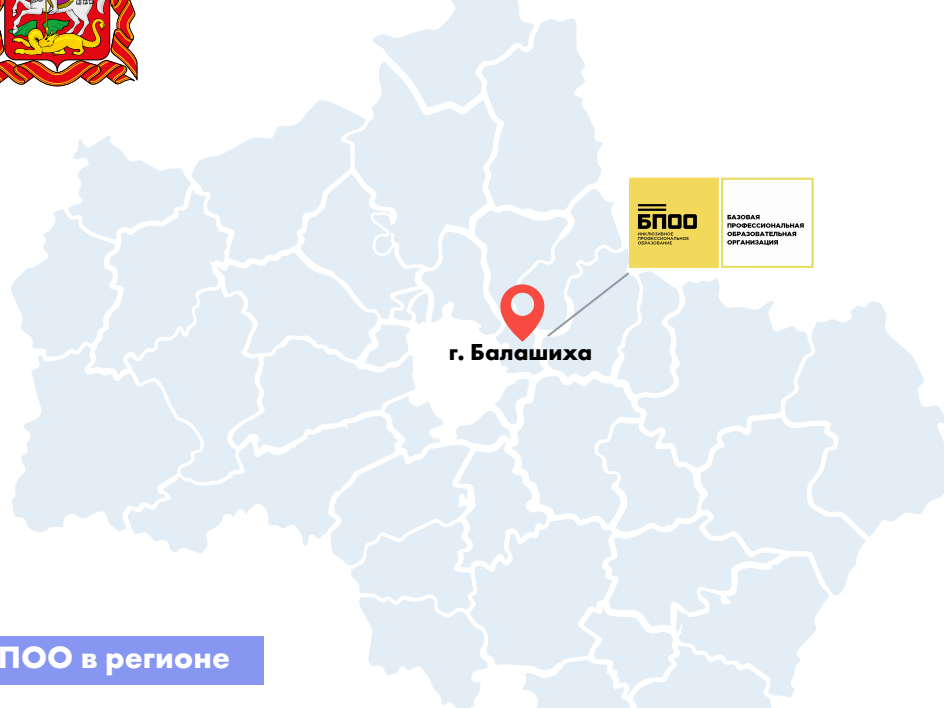 БПОО
ИНКЛЮЗИВНОЕ
ПРОФЕССИОНАЛЬНОЕ
ОБРАЗОВАНИЕ
БАЗОВАЯ
ПРОФЕССИОНАЛЬНАЯ
ОБРАЗОВАТЕЛЬНАЯ
ОРГАНИЗАЦИЯ
г. Балашиха
ПОО в регионе